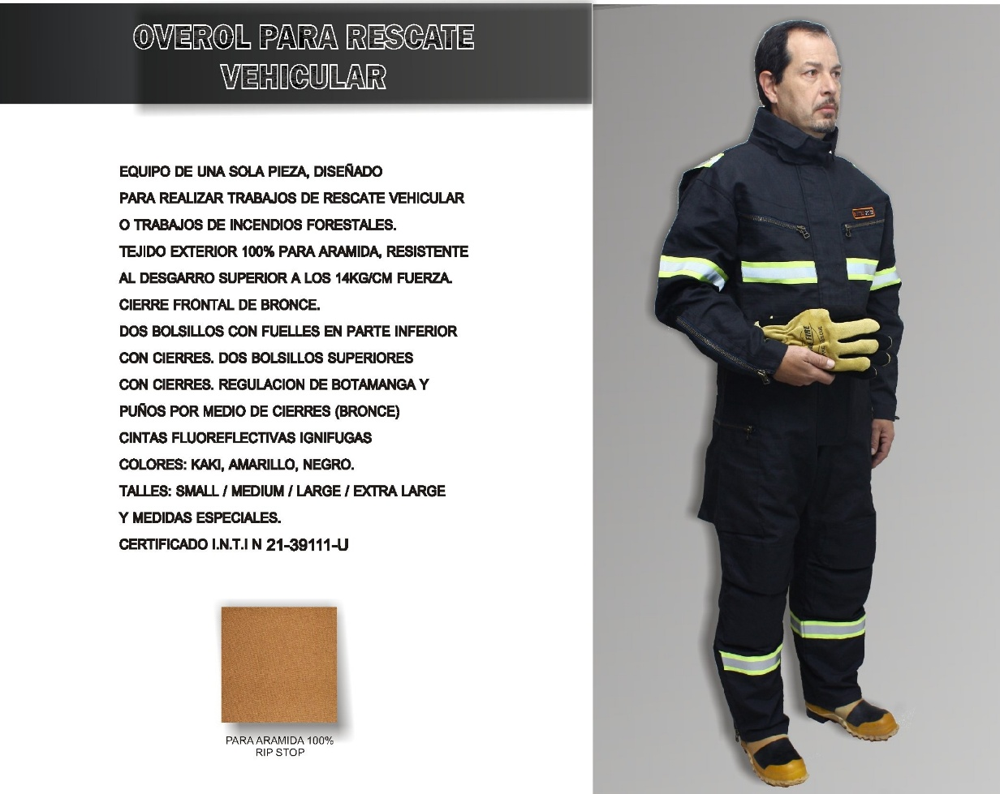 OVEROL PARA RESCATE
VEHICULAR
EQUIPO DE UNA SOLA PIEZA, DISEÑADO
PARA REALIZAR TRABAJOS DE RESCATE VEHICULAR
O TRABAJOS DE INCENDIOS FORESTALES.
TEJIDO EXTERIOR 100% PARA ARAMIDA, RESISTENTE
AL DESGARRO SUPERIOR A LOS 14KG/CM FUERZA.
CIERRE FRONTAL DE BRONCE.
DOS BOLSILLOS CON FUELLES EN PARTE INFERIOR
CON CIERRES. DOS BOLSILLOS SUPERIORES
CON CIERRES. REGULACION DE BOTAMANGA Y
PUÑOS POR MEDIO DE CIERRES (BRONCE)
CINTAS FLUOREFLECTIVAS IGNIFUGAS
COLORES: KAKI, AMARILLO, NEGRO.
TALLES: SMALL / MEDIUM / LARGE / EXTRA LARGE
Y MEDIDAS ESPECIALES.
CERTIFICADO I.N.T.I N 21-39111-U
PARA ARAMIDA 100%
RIP STOP
FIRE